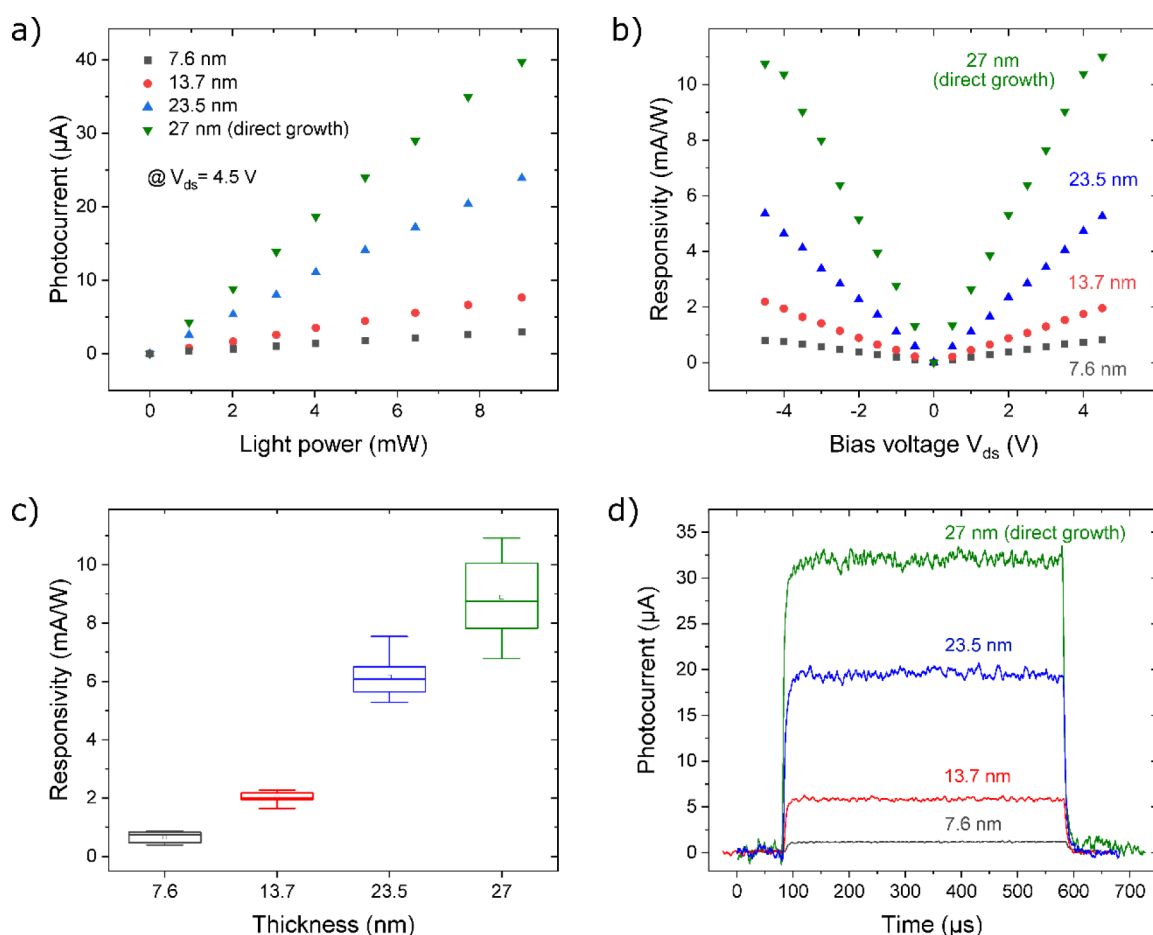 a)
40
30
20
10
0
Photocurrent (µA)
7.6 nm
13.7 nm
23.5 nm
27 nm (direct growth)
@ Vds= 4.5 V
0 2 4 6 8
Light power (mW)
b)
10
8
6
4
2
0
Responsivity (mA/W)
27 nm
(direct growth)
23.5 nm
13.7 nm
7.6 nm
-4 -2 0 2 4
Bias voltage Vds (V)
c)
10
8
6
4
2
0
Responsivity (mA/W)
7.6 13.7 23.5 27
Thickness (nm)
d)
35
30
25
20
15
10
5
0
Photocurrent (µA)
27 nm (direct growth)
23.5 nm
13.7 nm
7.6 nm
0 100 200 300 400 500 600 700
Time (µs)